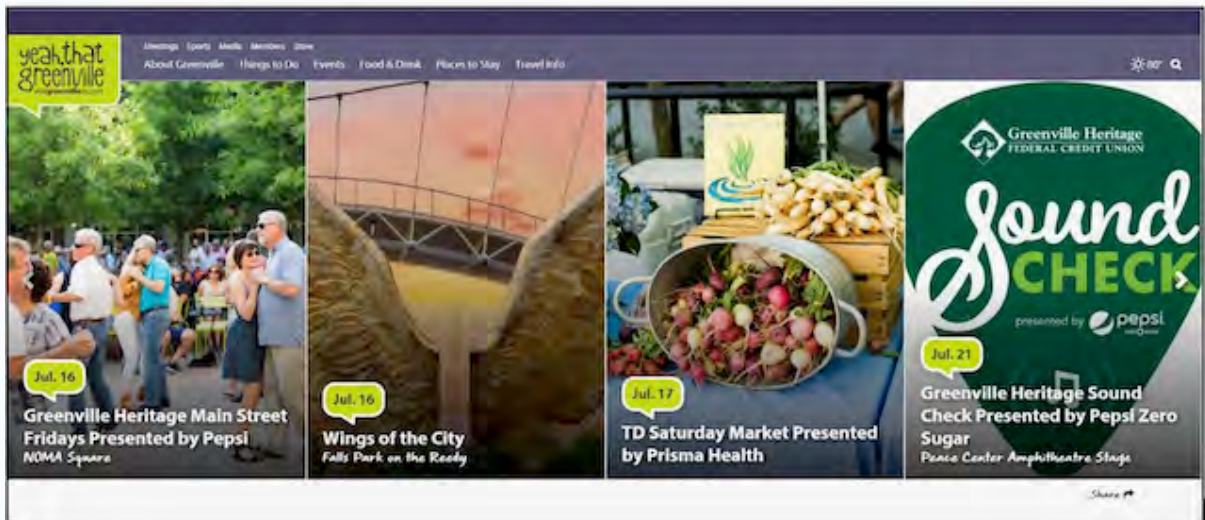 yeah, that
greenville
Meetings Sports Media Members Store
About Greenville Things to Do Events Food & Drink Places to Stay Travel Info
80°
Greenville Heritage
FEDERAL CREDIT UNION
Sound
CHECK
presented by pepsi
Jul. 16
Greenville Heritage Main Street
Fridays Presented by Pepsi
NOMA Square
Jul. 16
Wings of the City
Falls Park on the Reedy
Jul. 17
TD Saturday Market Presented
by Prisma Health
Jul. 21
Greenville Heritage Sound
Check Presented by Pepsi Zero
Sugar
Peace Center Amphitheatre Stage
Share